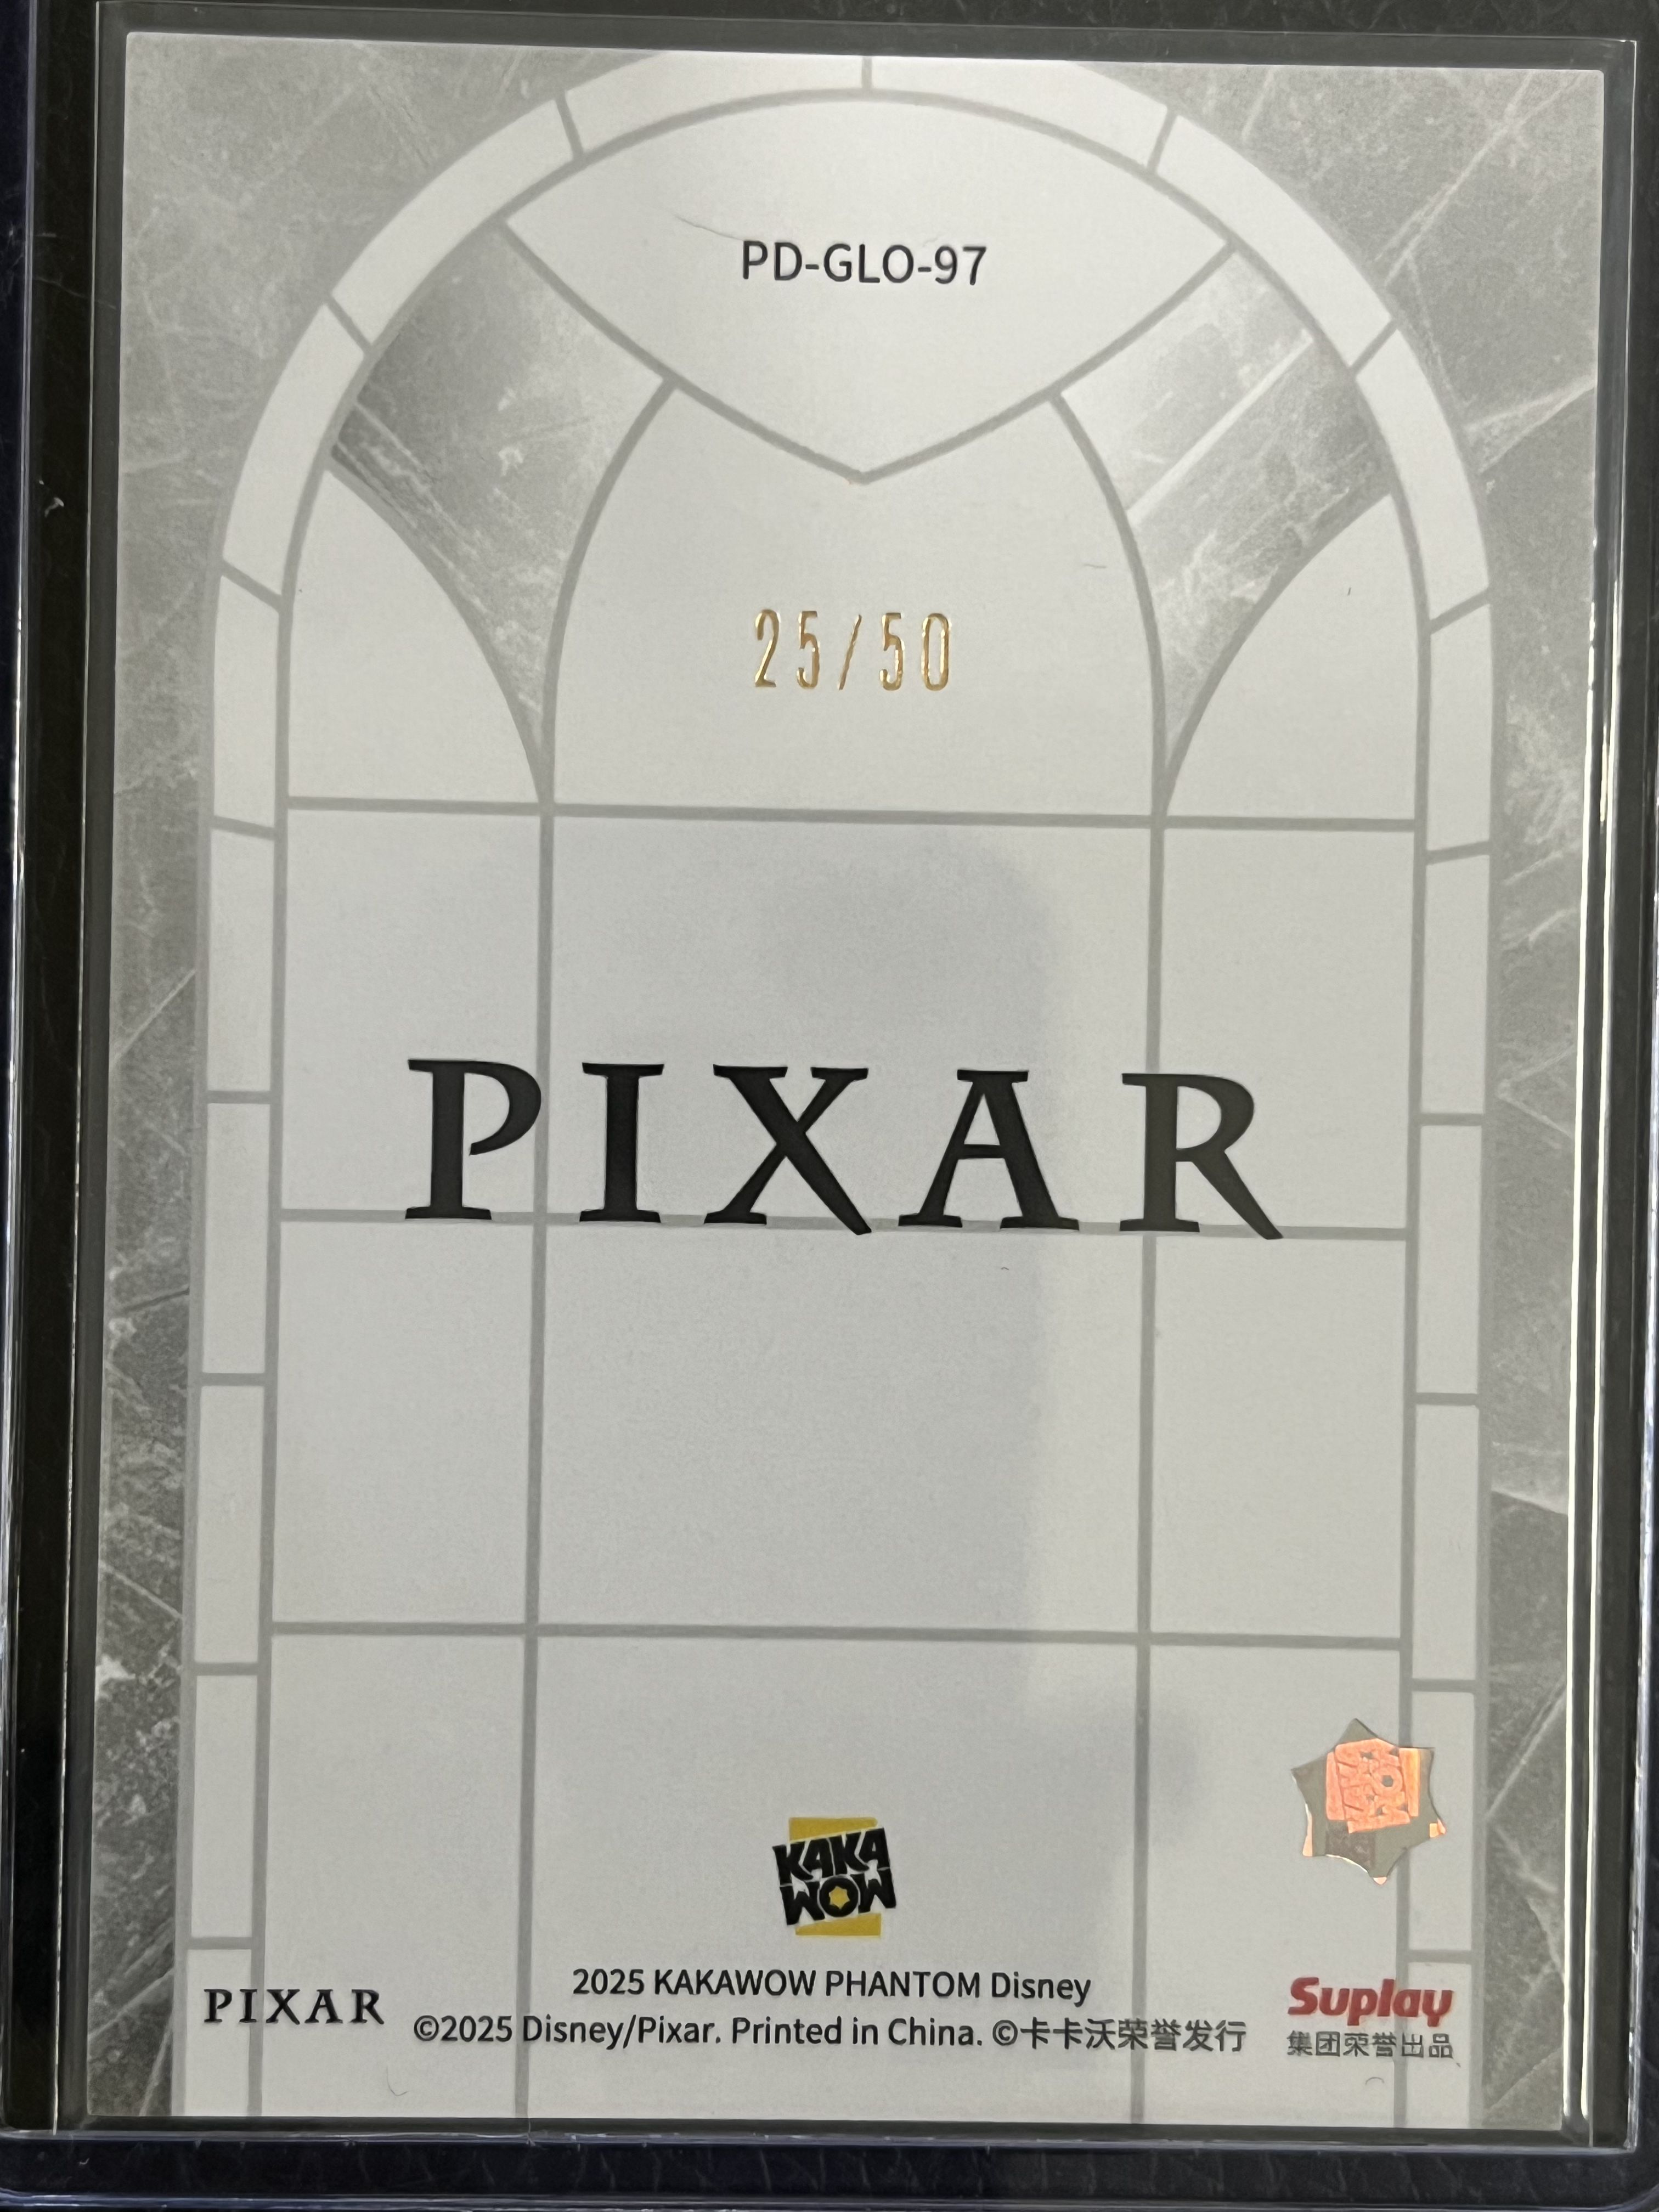 PD-GLO-97
25/50
PIXAR
KAKA
WOW
2025 KAKAWOW PHANTOM Disney
PIXAR
©2025 Disney/Pixar. Printed in China. ©卡卡沃荣誉发行
Suplay
集团荣誉出品